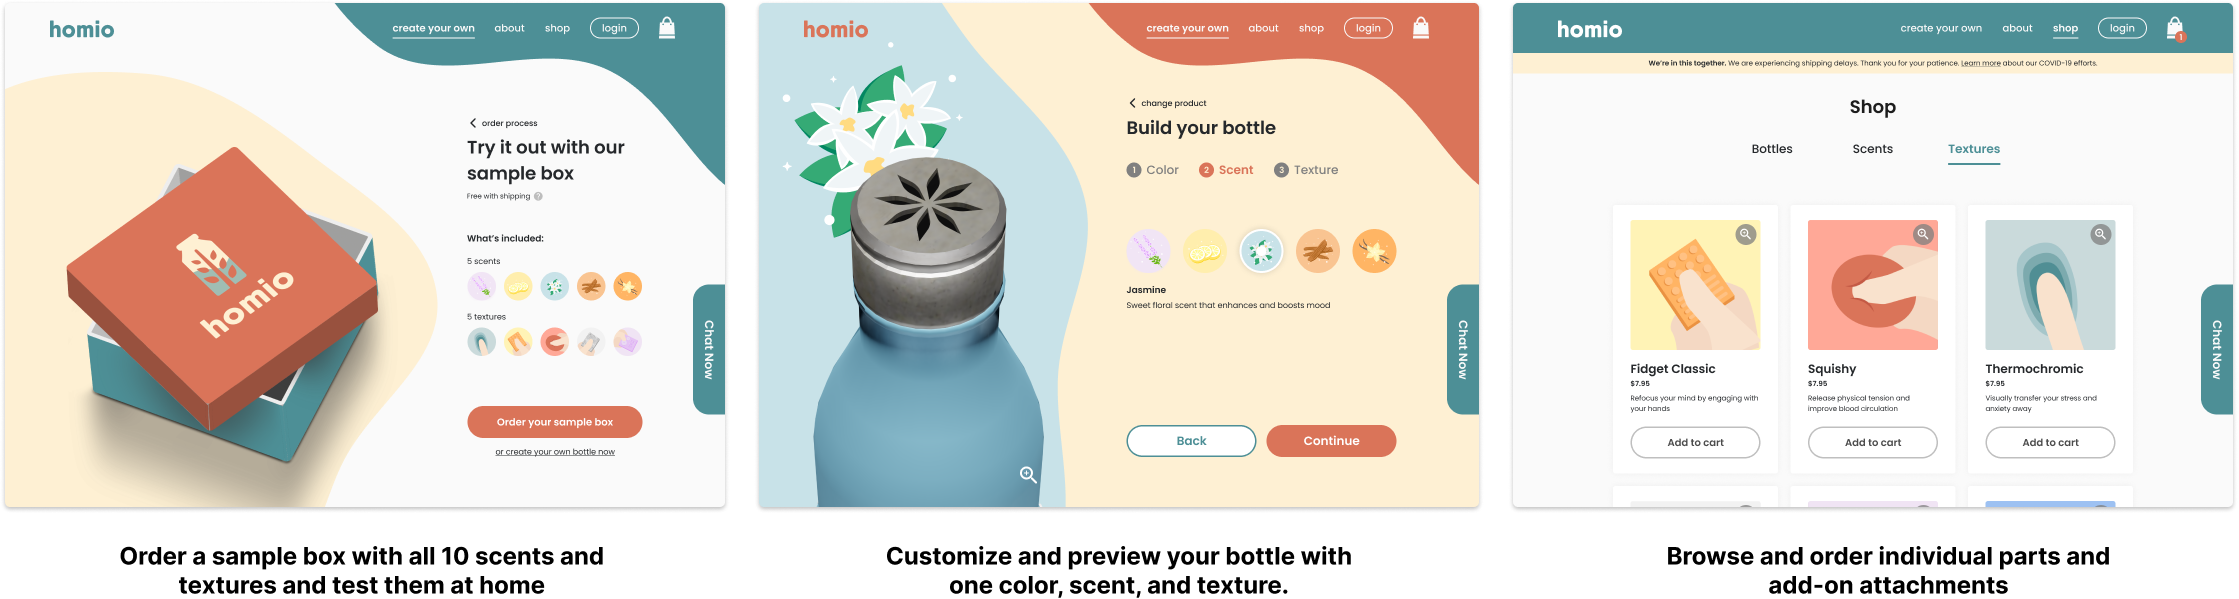 homio
create your own
about
shop
login
order process
Try it out with our
sample box
Free with shipping ?
What's included:
5 scents
5 textures
Order your sample box
or create your own bottle now
Chat Now
homio
homio
create your own
about
shop
login
change product
Build your bottle
1 Color
2 Scent
3 Texture
Jasmine
Sweet floral scent that enhances and boosts mood
Back
Continue
Chat Now
homio
create your own
about
shop
login
1
We're in this together. We are experiencing shipping delays. Thank you for your patience. Learn more about our COVID-19 efforts.
Shop
Bottles
Scents
Textures
Fidget Classic
$7.95
Refocus your mind by engaging with
your hands
Add to cart
Squishy
$7.95
Release physical tension and
improve blood circulation
Add to cart
Thermochromic
$7.95
Visually transfer your stress and
anxiety away
Add to cart
Chat Now
Order a sample box with all 10 scents and
textures and test them at home
Customize and preview your bottle with
one color, scent, and texture.
Browse and order individual parts and
add-on attachments